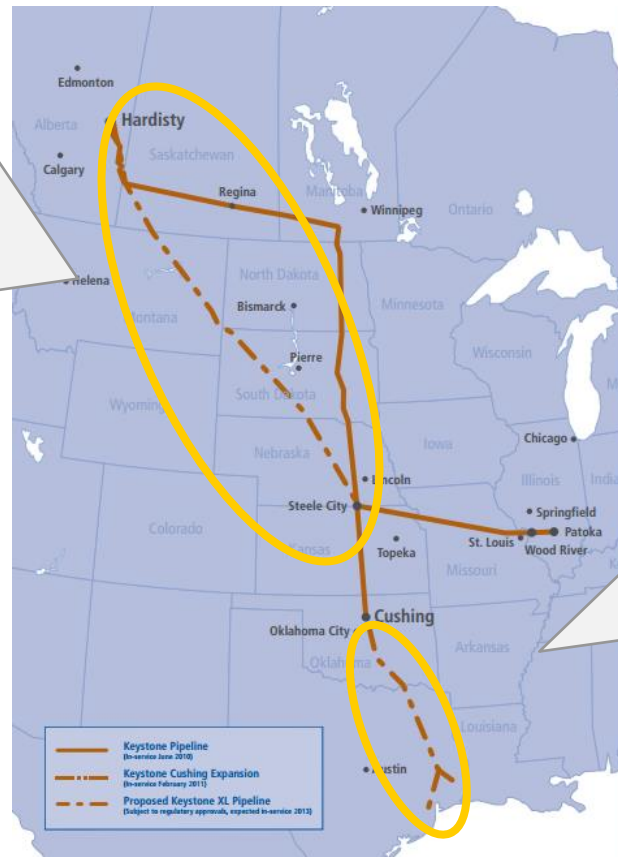 Edmonton
Hardisty
Alberta
Saskatchewan
Calgary
Regina
Manitoba
Winnipeg
Ontario
Helena
North Dakota
Bismarck
Montana
Minnesota
Pierre
South Dakota
Wisconsin
Wyoming
Chicago
Nebraska
Iowa
Lincoln
Illinois
Steele City
Springfield
Colorado
Kansas
Topeka
St. Louis
Patoka
Wood River
Missouri
Cushing
Oklahoma City
Oklahoma
Arkansas
Louisiana
Austin
Keystone Pipeline
(In-service June 2010)
Keystone Cushing Expansion
(In-service February 2011)
Proposed Keystone XL Pipeline
(Subject to regulatory approvals, expected in-service 2013)